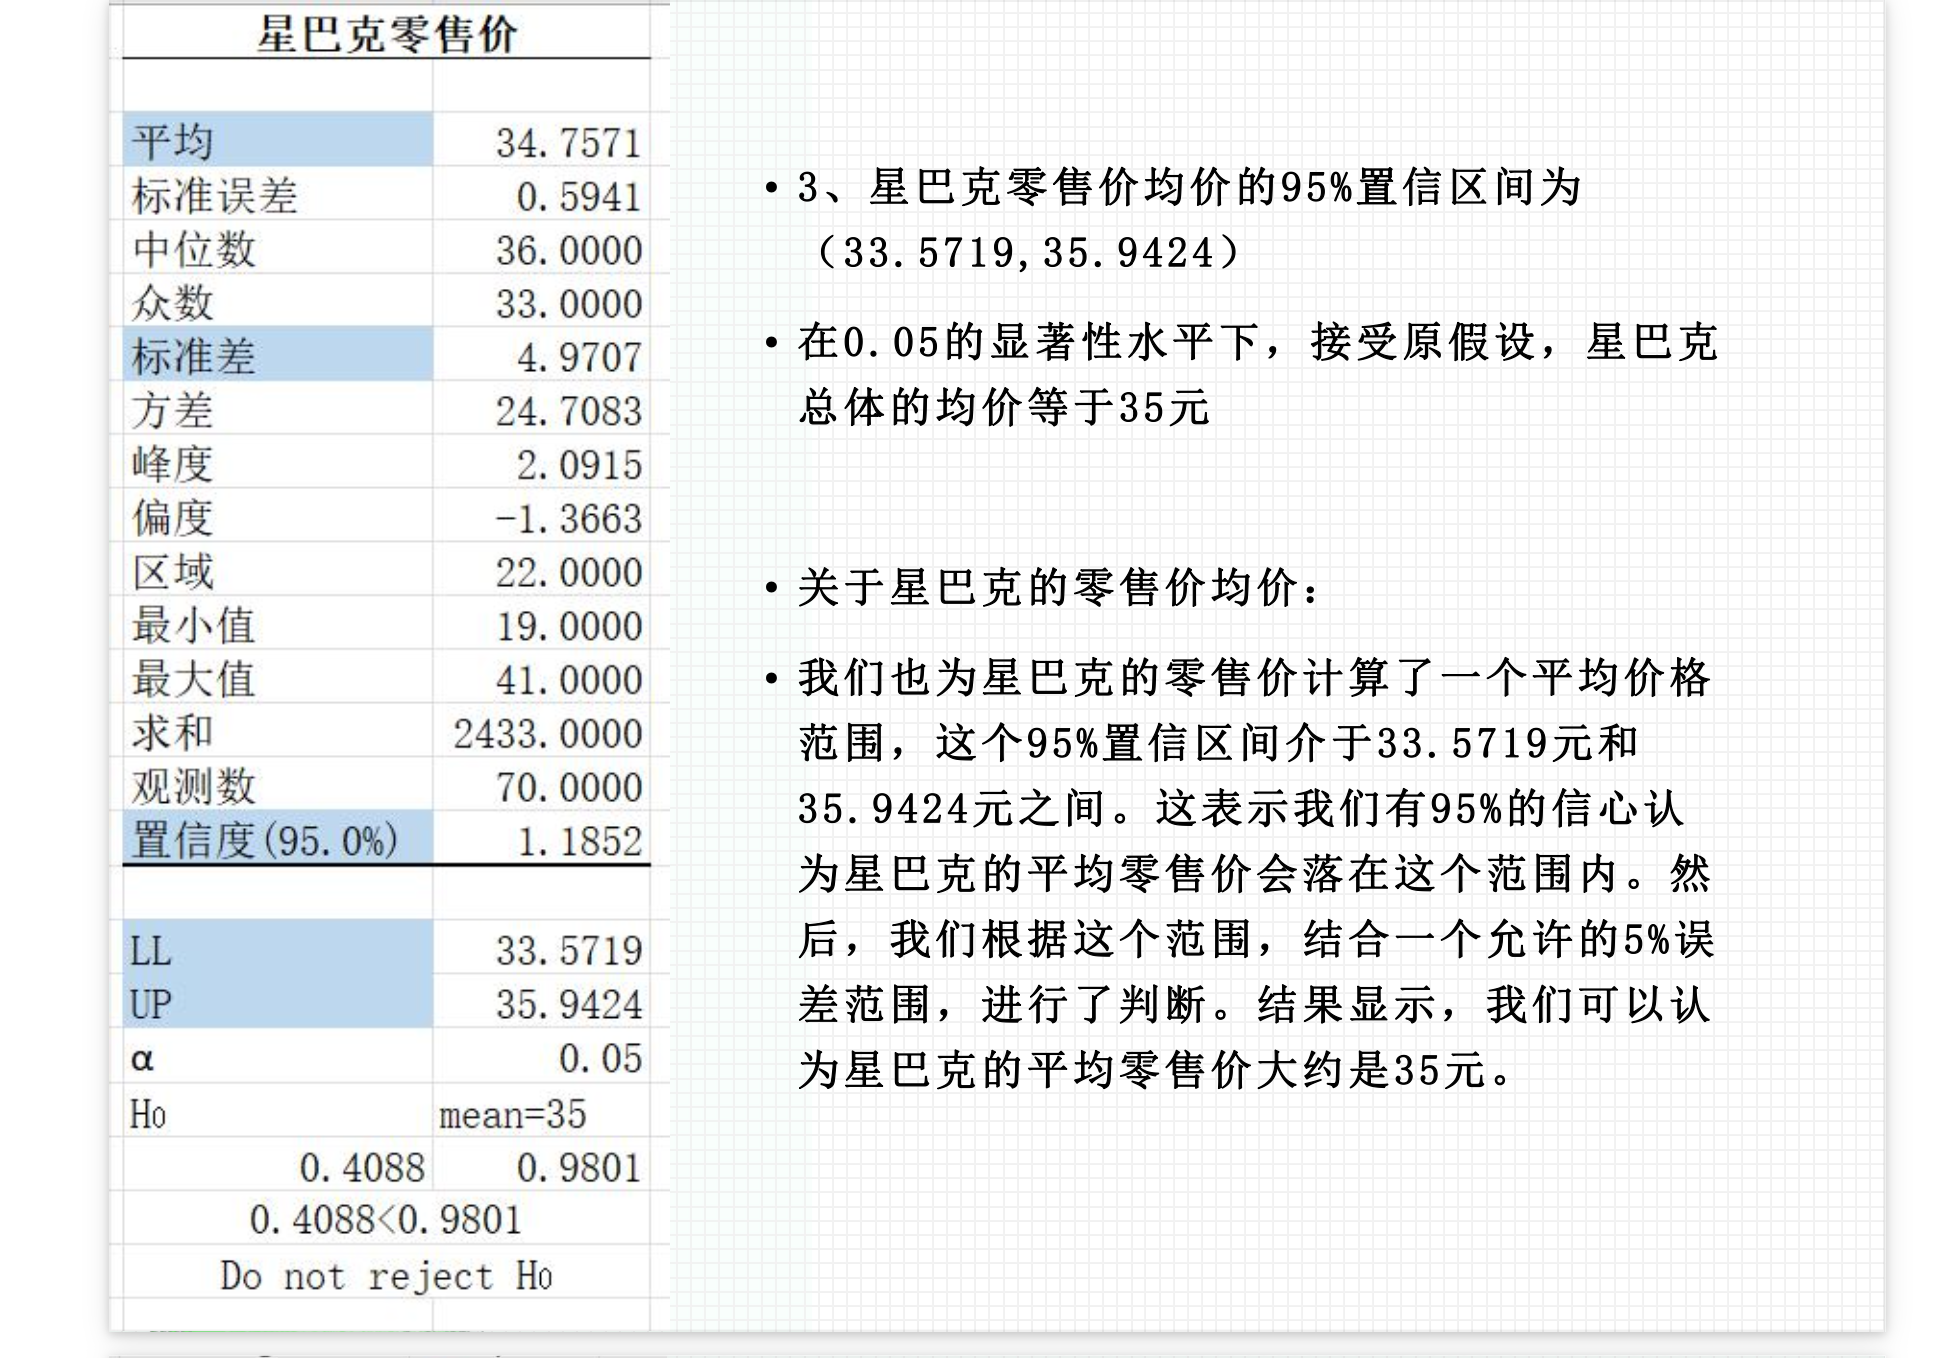 星巴克零售价
平均 34.7571
标准误差 0.5941
中位数 36.0000
众数 33.0000
标准差 4.9707
方差 24.7083
峰度 2.0915
偏度 -1.3663
区域 22.0000
最小值 19.0000
最大值 41.0000
求和 2433.0000
观测数 70.0000
置信度(95.0%) 1.1852
LL 33.5719
UP 35.9424
α 0.05
H₀ mean=35
0.4088 0.9801
0.4088<0.9801
Do not reject H₀
• 3、星巴克零售价均价的95%置信区间为
（33.5719,35.9424）
• 在0.05的显著性水平下，接受原假设，星巴克
总体的均价等于35元
• 关于星巴克的零售价均价：
• 我们也为星巴克的零售价计算了一个平均价格
范围，这个95%置信区间介于33.5719元和
35.9424元之间。这表示我们有95%的信心认
为星巴克的平均零售价会落在这个范围内。然
后，我们根据这个范围，结合一个允许的5%误
差范围，进行了判断。结果显示，我们可以认
为星巴克的平均零售价大约是35元。